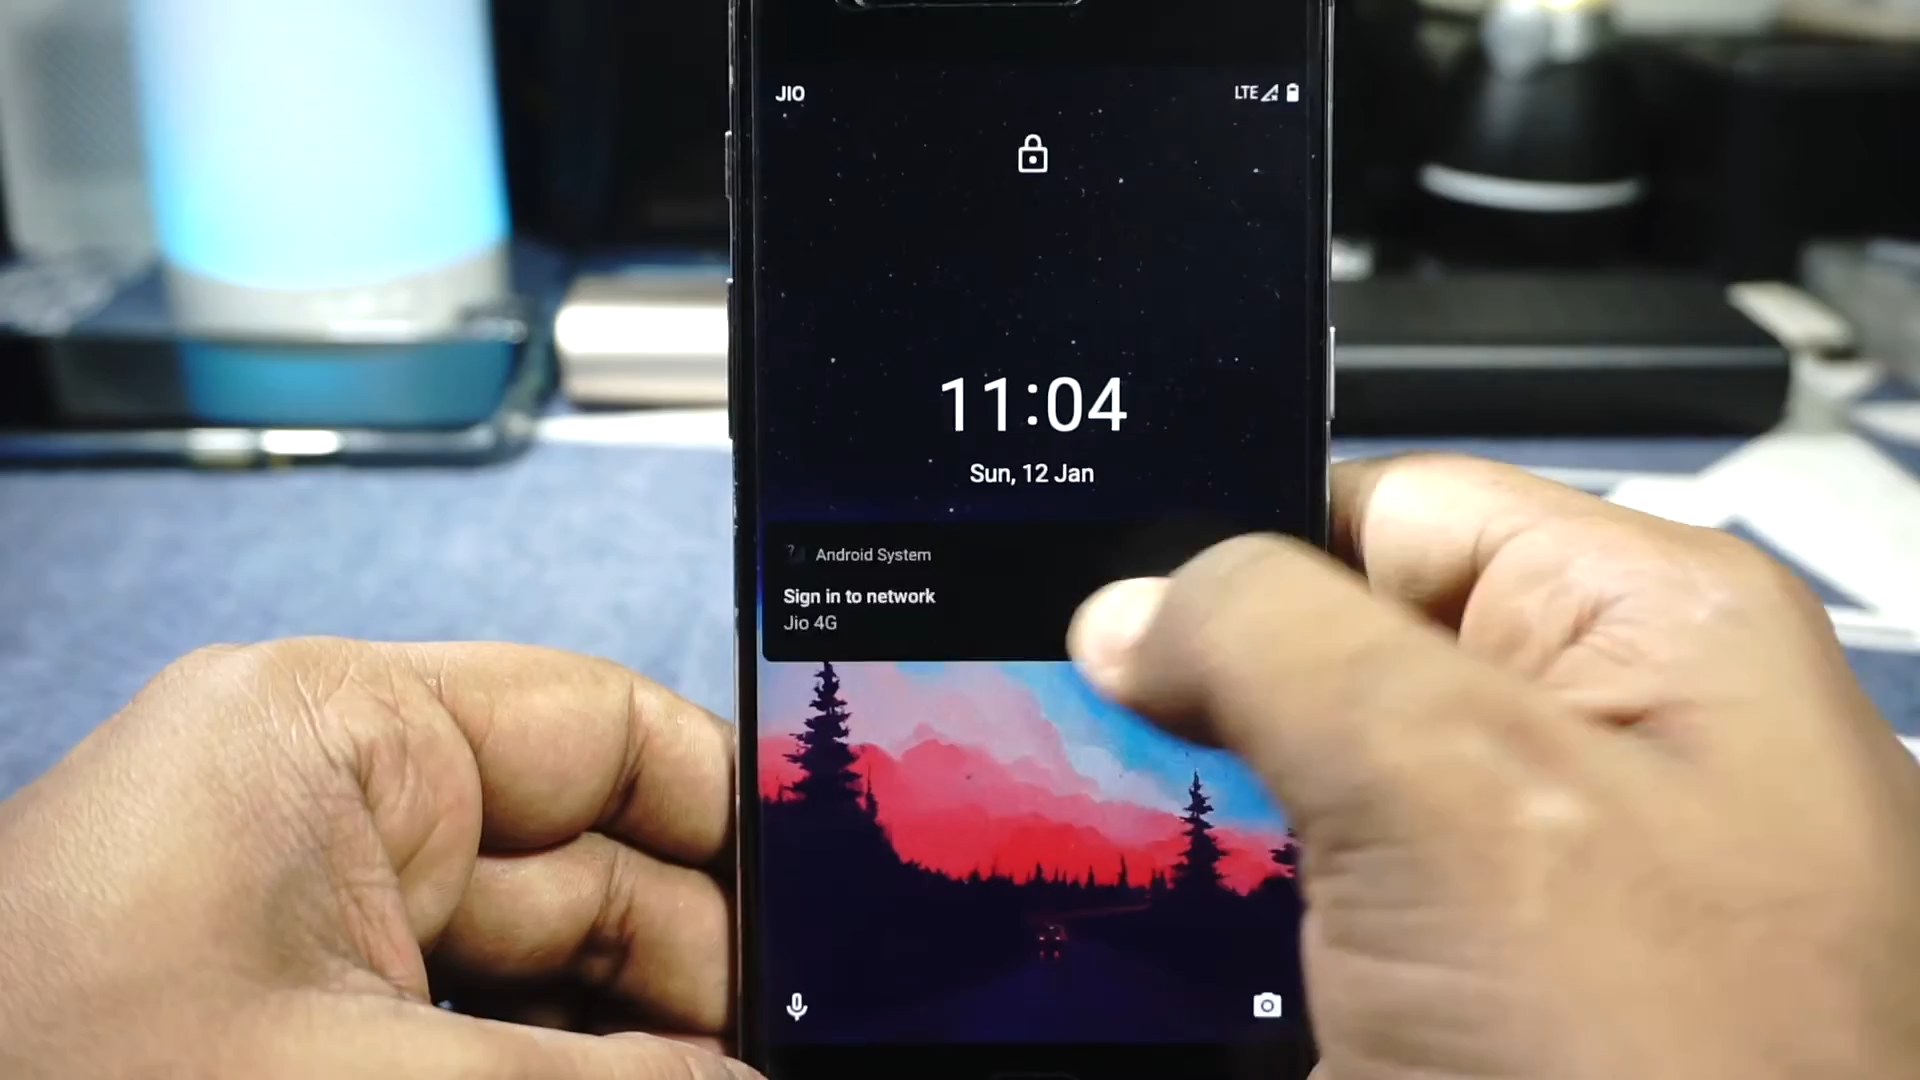 JIO
LTE
11:04
Sun, 12 Jan
Android System
Sign in to network
Jio 4G